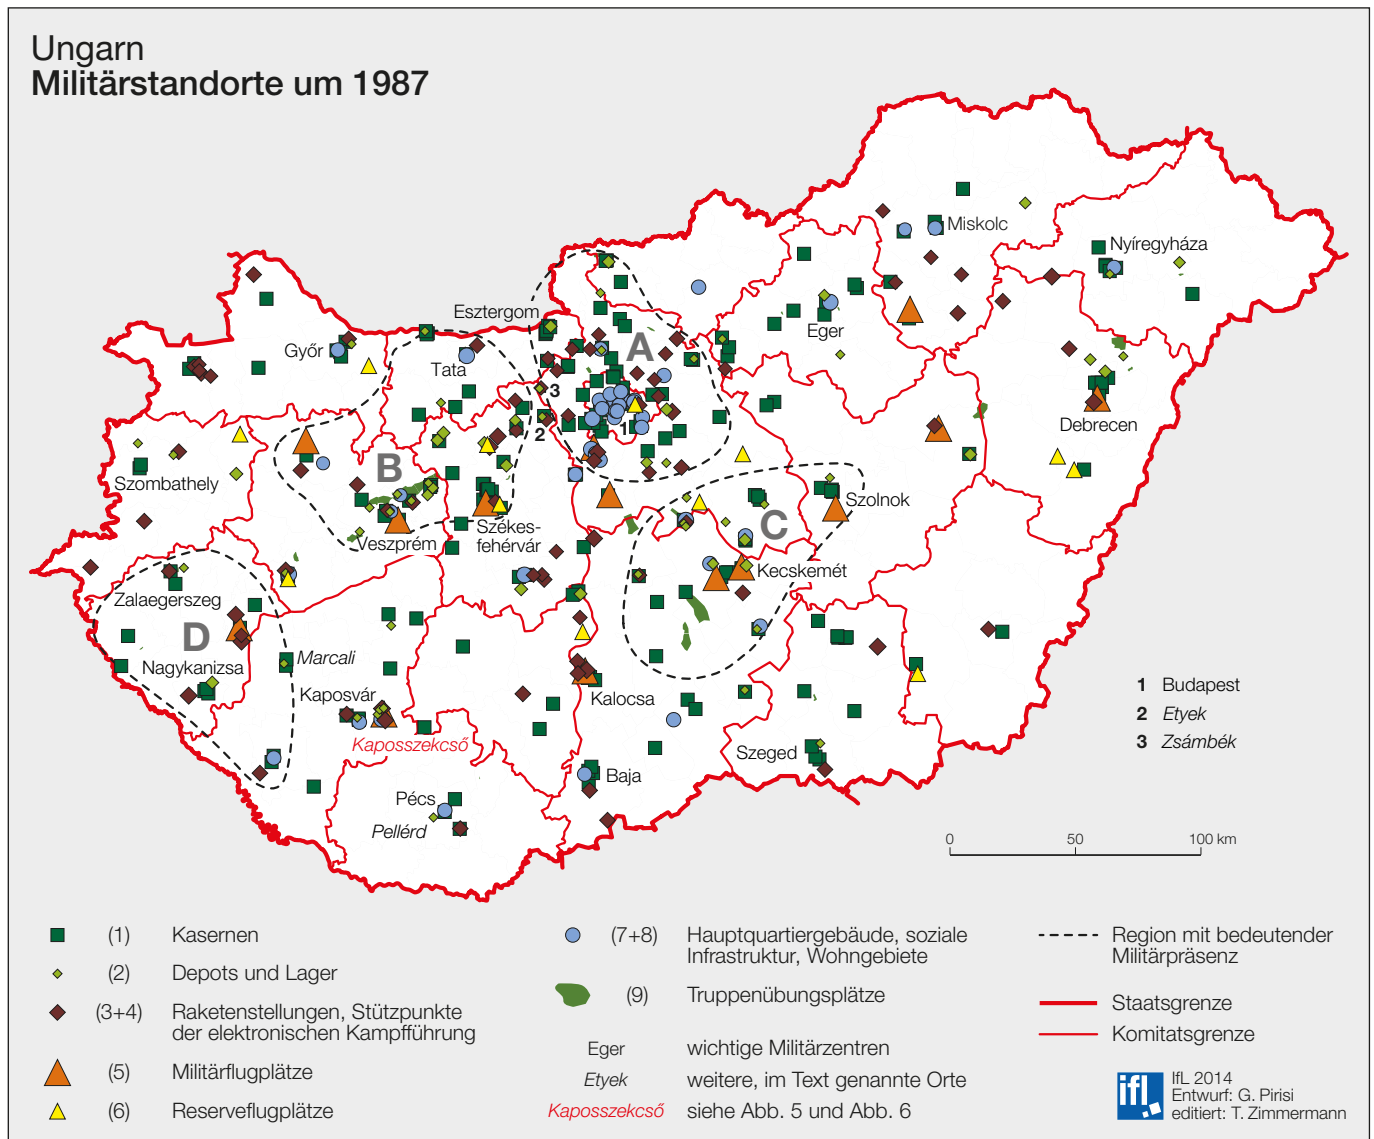 Ungarn
Militärstandorte um 1987
Miskolc
Nyíregyháza
Esztergom
Győr
Tata
A
Eger
3
2
1
Debrecen
B
Szombathely
C
Szolnok
Székes-
fehérvár
Veszprém
Kecskemét
Zalaegerszeg
D
Nagykanizsa
Marcali
Kaposvár
Kalocsa
Kaposszekcső
Szeged
Baja
Pécs
Pellérd
1 Budapest
2 Etyek
3 Zsámbék
0 50 100 km
(1) Kasernen
(2) Depots und Lager
(3+4) Raketenstellungen, Stützpunkte
der elektronischen Kampfführung
(5) Militärflugplätze
(6) Reserveflugplätze
(7+8) Hauptquartiergebäude, soziale
Infrastruktur, Wohngebiete
(9) Truppenübungsplätze
Eger wichtige Militärzentren
Etyek weitere, im Text genannte Orte
Kaposszekcső siehe Abb. 5 und Abb. 6
Region mit bedeutender
Militärpräsenz
Staatsgrenze
Komitatsgrenze
ifl
IfL 2014
Entwurf: G. Pirisi
editiert: T. Zimmermann